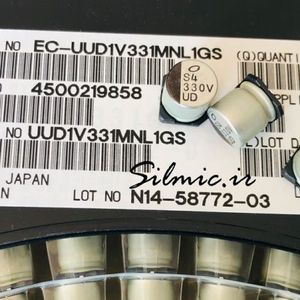 NO EC-UUD1V331MNL1GS
(Q)QUANTI
4500219858
S4
330V
UD
NO UUD1V331MNL1GS
JAPAN
LOT NO N14-58772-03
Silmic.ir